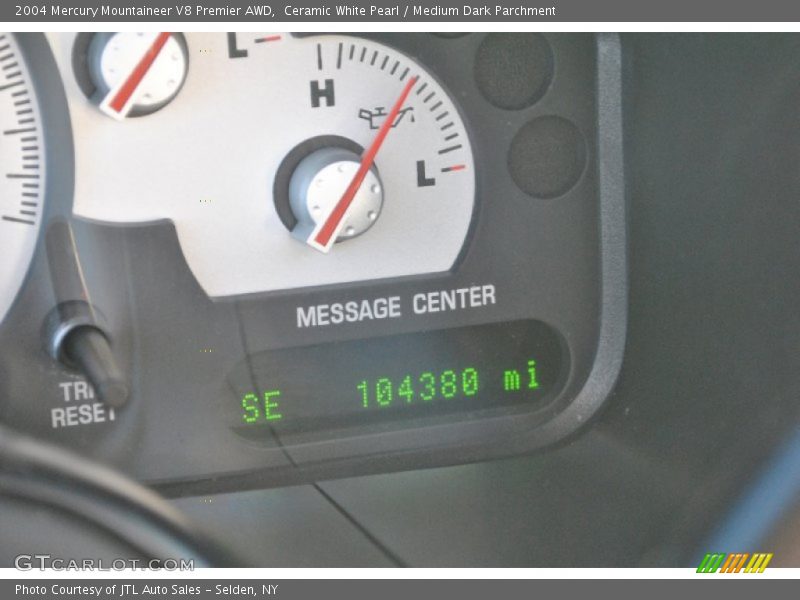 2004 Mercury Mountaineer V8 Premier AWD,  Ceramic White Pearl / Medium Dark Parchment
L
H
L
MESSAGE CENTER
SE 104380 mi
TRIP
RESET
GTCARLOT.COM
Photo Courtesy of JTL Auto Sales - Selden, NY